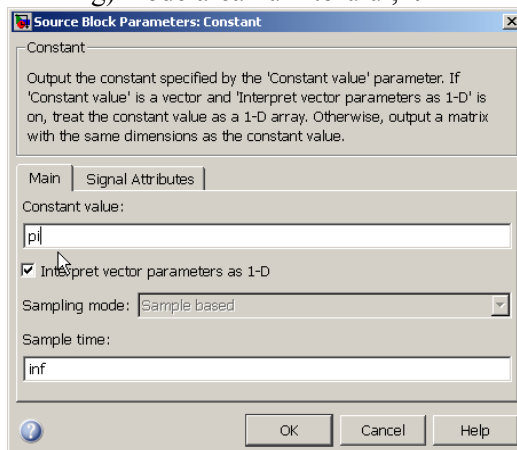 Source Block Parameters: Constant
Constant
Output the constant specified by the 'Constant value' parameter. If
'Constant value' is a vector and 'Interpret vector parameters as 1-D' is
on, treat the constant value as a 1-D array. Otherwise, output a matrix
with the same dimensions as the constant value.
Main Signal Attributes
Constant value:
pi
Interpret vector parameters as 1-D
Sampling mode: Sample based
Sample time:
inf
OK Cancel Help